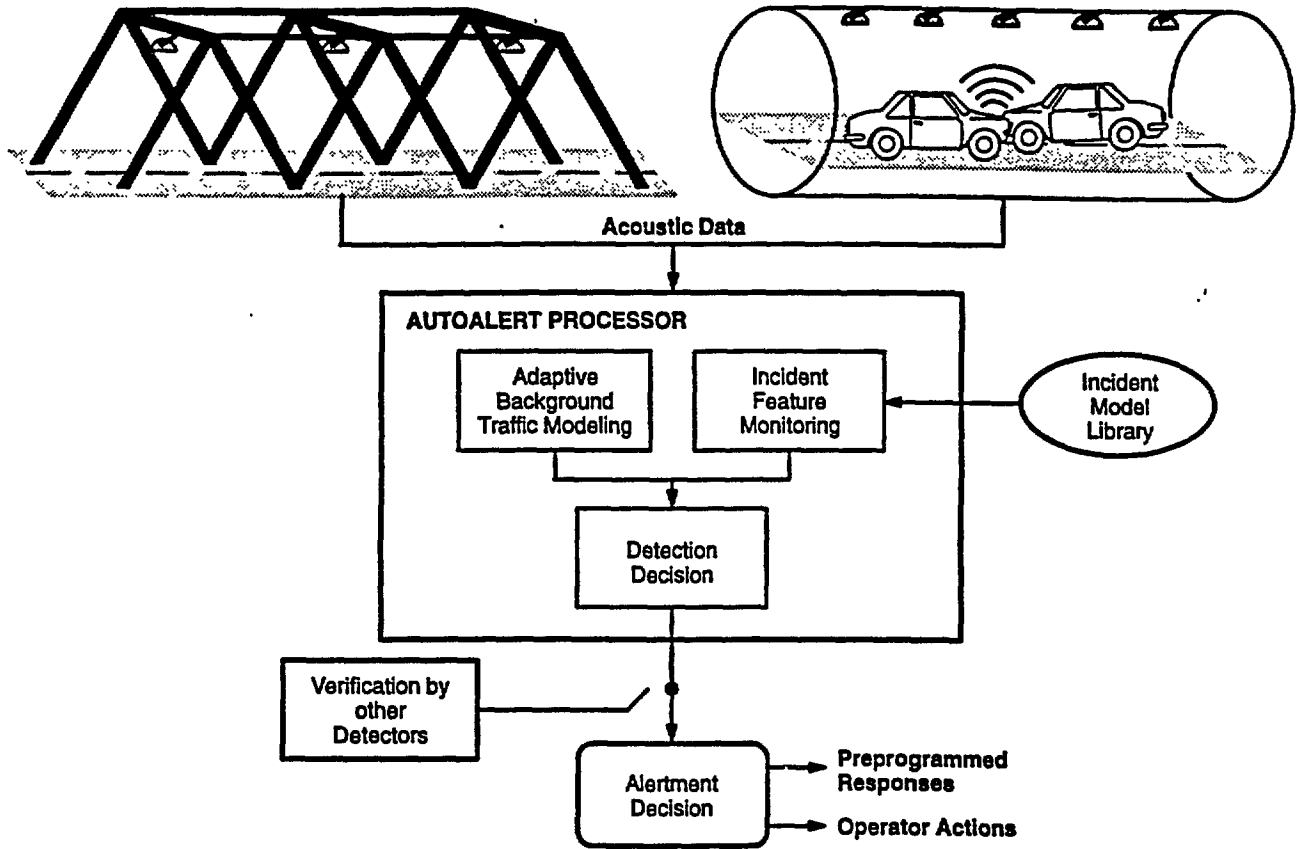 Acoustic Data
AUTOALERT PROCESSOR
Adaptive
Background
Traffic Modeling
Incident
Feature
Monitoring
Incident
Model
Library
Detection
Decision
Verification by
other
Detectors
Alertment
Decision
Preprogrammed
Responses
Operator Actions